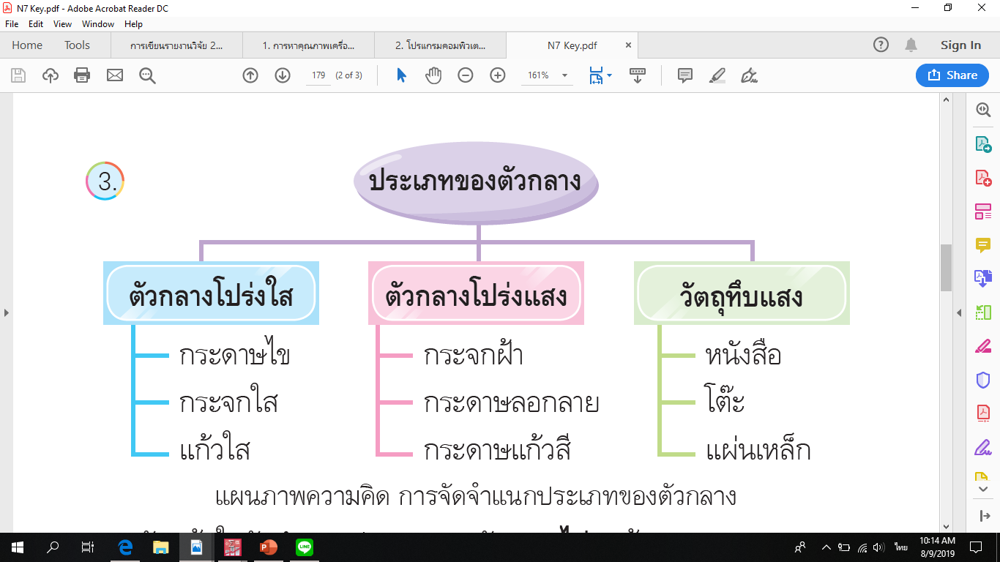 N7 Key.pdf - Adobe Acrobat Reader DC
File Edit View Window Help
Home Tools การเขียนรายงานวิจัย 2... 1. การหาคุณภาพเครื่อ... 2. โปรแกรมคอมพิวเต... N7 Key.pdf × Sign In
179 (2 of 3) 161% Share
3.
ประเภทของตัวกลาง
ตัวกลางโปร่งใส
กระดาษไข
กระจกใส
แก้วใส
ตัวกลางโปร่งแสง
กระจกฝ้า
กระดาษลอกลาย
กระดาษแก้วสี
วัตถุทึบแสง
หนังสือ
โต๊ะ
แผ่นเหล็ก
แผนภาพความคิด การจัดจำแนกประเภทของตัวกลาง
ไทย
10:14 AM
8/9/2019